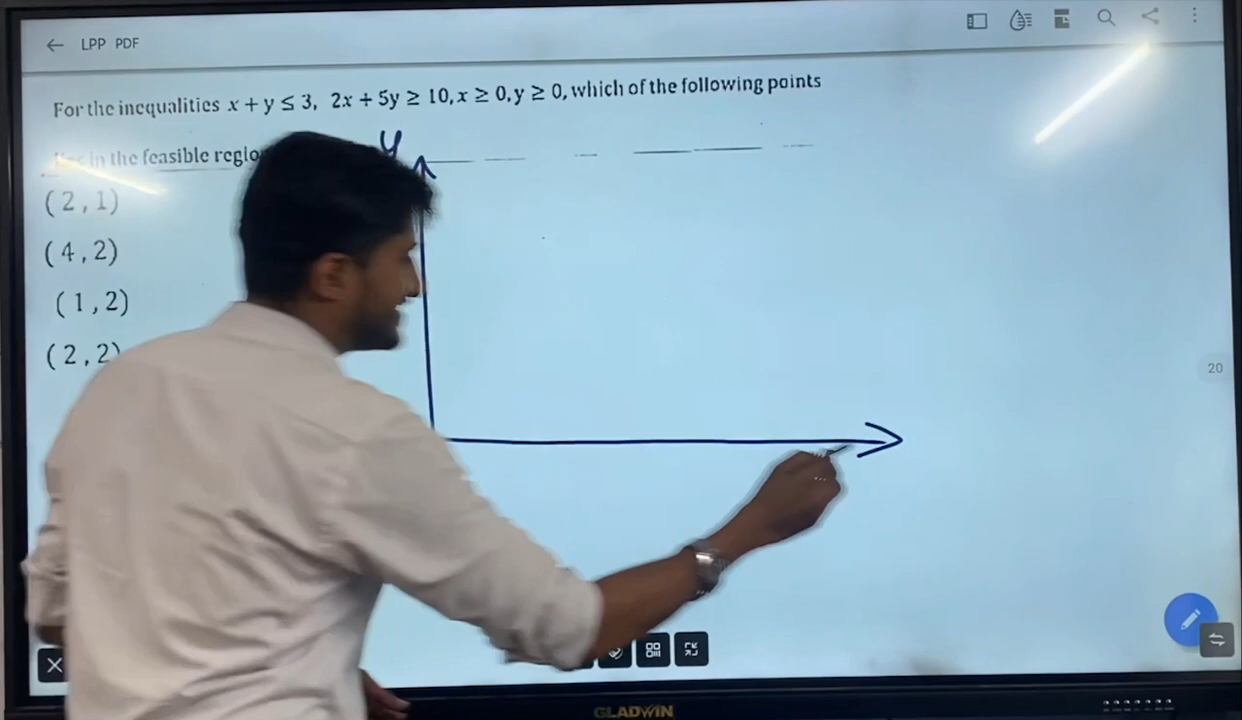 LPP PDF
For the inequalities x + y ≤ 3, 2x + 5y ≥ 10, x ≥ 0, y ≥ 0, which of the following points
in the feasible
y
(2,1)
(4,2)
(1,2)
(2,2)
20
GLADWIN